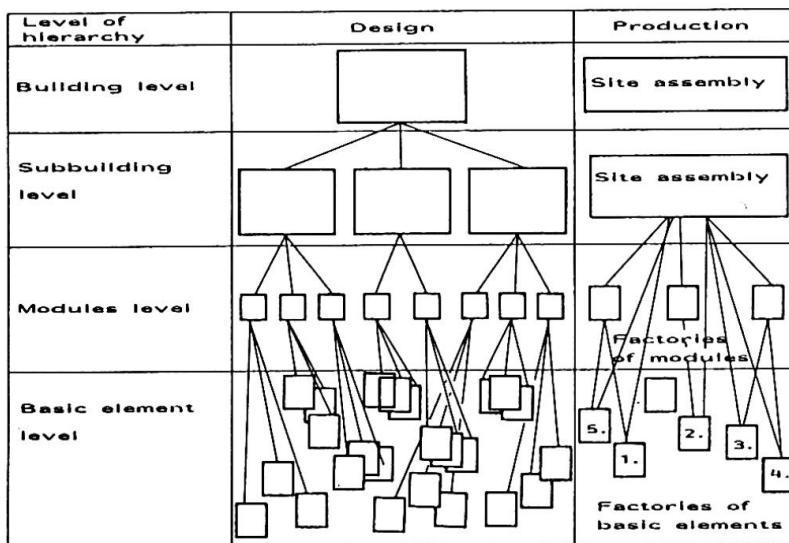 Level of
hierarchy
Design
Production
Building level
Site assembly
Subbuilding
level
Site assembly
Modules level
Factories
of modules
Basic element
level
5.
1.
2.
3.
4.
Factories of
basic elements